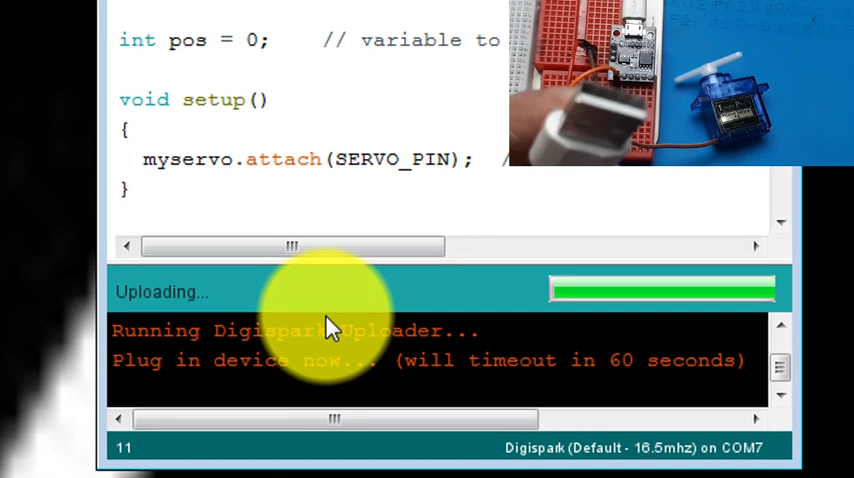 int pos = 0; // variable to
void setup()
{
myservo.attach(SERVO_PIN); /
}
Uploading...
Running Digispark Uploader...
Plug in device now... (will timeout in 60 seconds)
11
Digispark (Default - 16.5mhz) on COM7